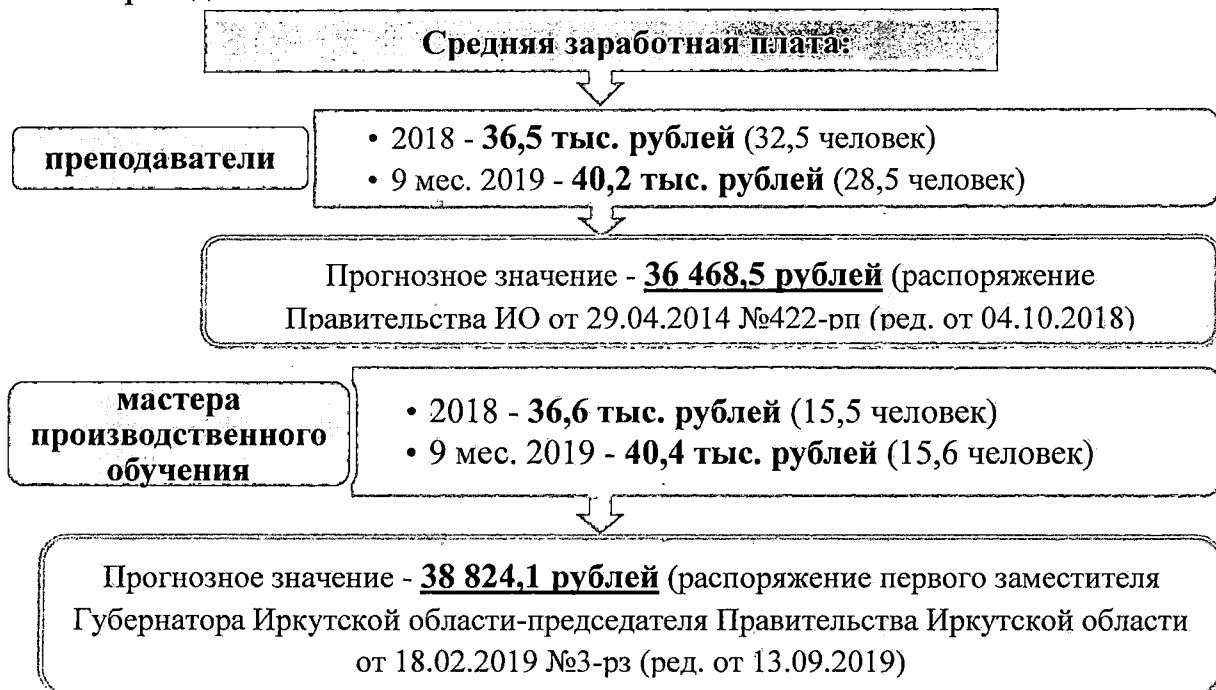 Средняя заработная плата:
преподаватели
• 2018 - 36,5 тыс. рублей (32,5 человек)
• 9 мес. 2019 - 40,2 тыс. рублей (28,5 человек)
Прогнозное значение - 36 468,5 рублей (распоряжение
Правительства ИО от 29.04.2014 №422-рп (ред. от 04.10.2018)
мастера
производственного
обучения
• 2018 - 36,6 тыс. рублей (15,5 человек)
• 9 мес. 2019 - 40,4 тыс. рублей (15,6 человек)
Прогнозное значение - 38 824,1 рублей (распоряжение первого заместителя
Губернатора Иркутской области-председателя Правительства Иркутской области
от 18.02.2019 №3-рз (ред. от 13.09.2019)